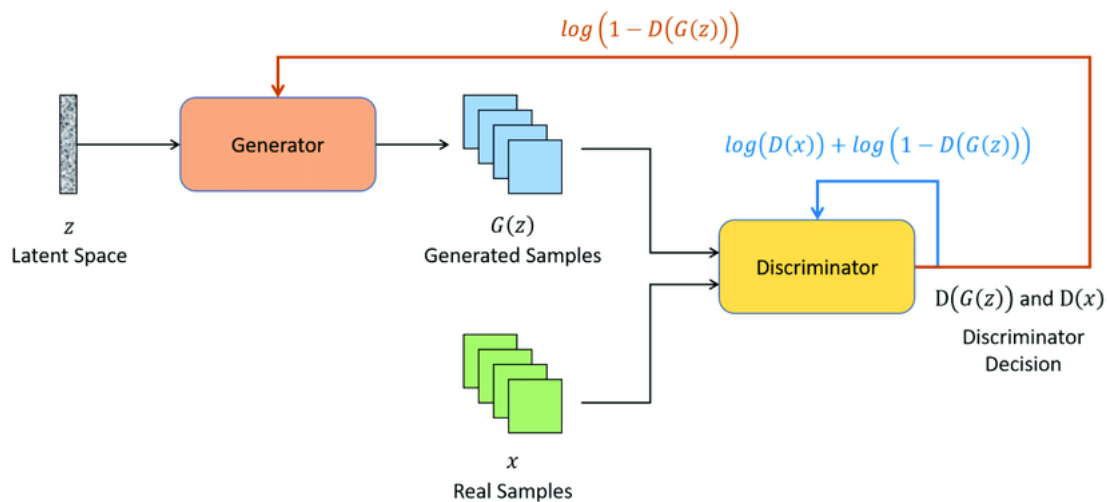 log(1 − D(G(z)))
Generator
log(D(x)) + log(1 − D(G(z)))
z
Latent Space
G(z)
Generated Samples
Discriminator
D(G(z)) and D(x)
Discriminator
Decision
x
Real Samples